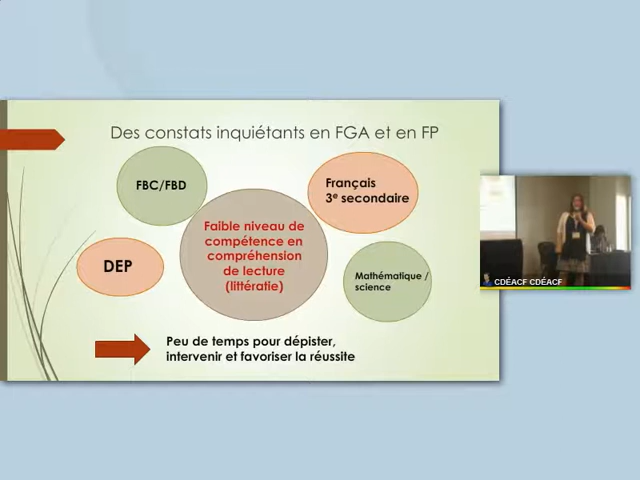 Des constats inquiétants en FGA et en FP
FBC/FBD
Français
3e secondaire
Faible niveau de
compétence en
compréhension
de lecture
(littératie)
DEP
Mathématique /
science
Peu de temps pour dépister,
intervenir et favoriser la réussite
CDÉACF CDÉACF